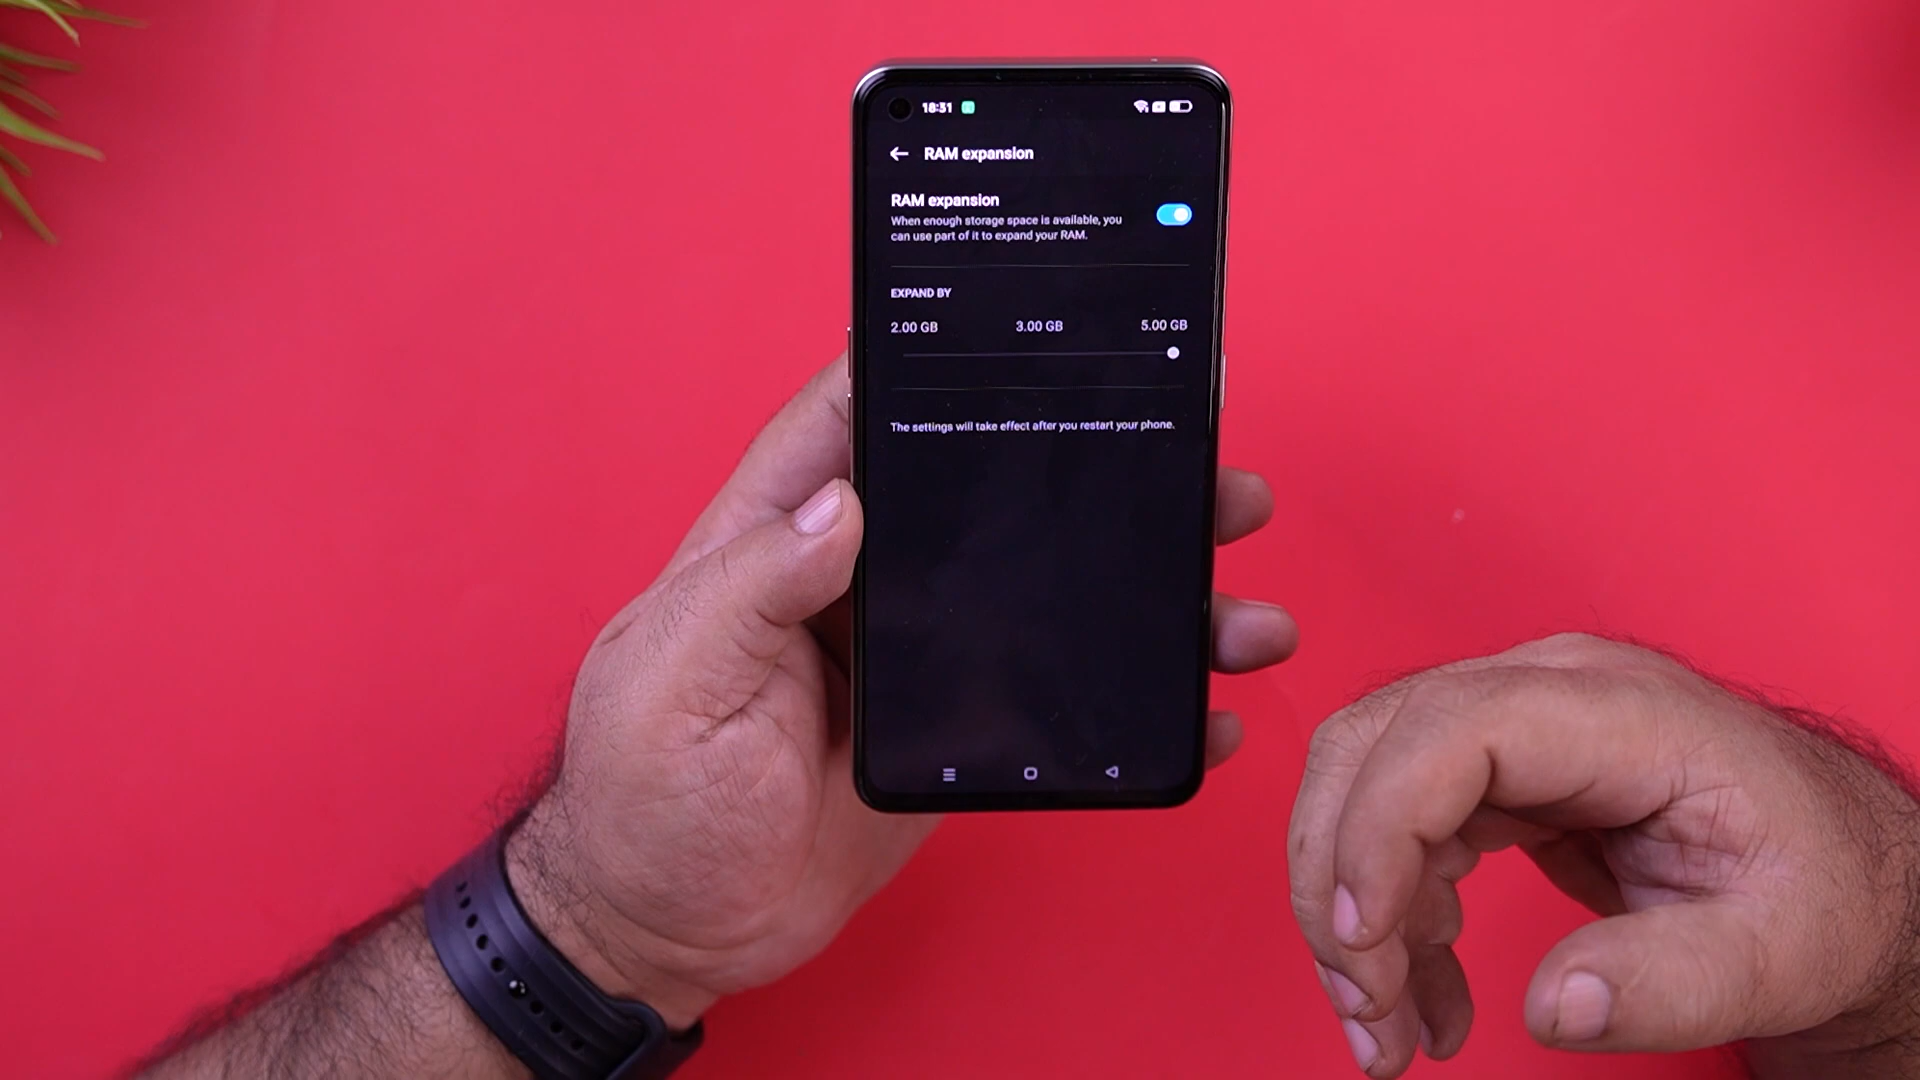 18:31
RAM expansion
RAM expansion
When enough storage space is available, you
can use part of it to expand your RAM.
EXPAND BY
2.00 GB 3.00 GB 5.00 GB
The settings will take effect after you restart your phone.